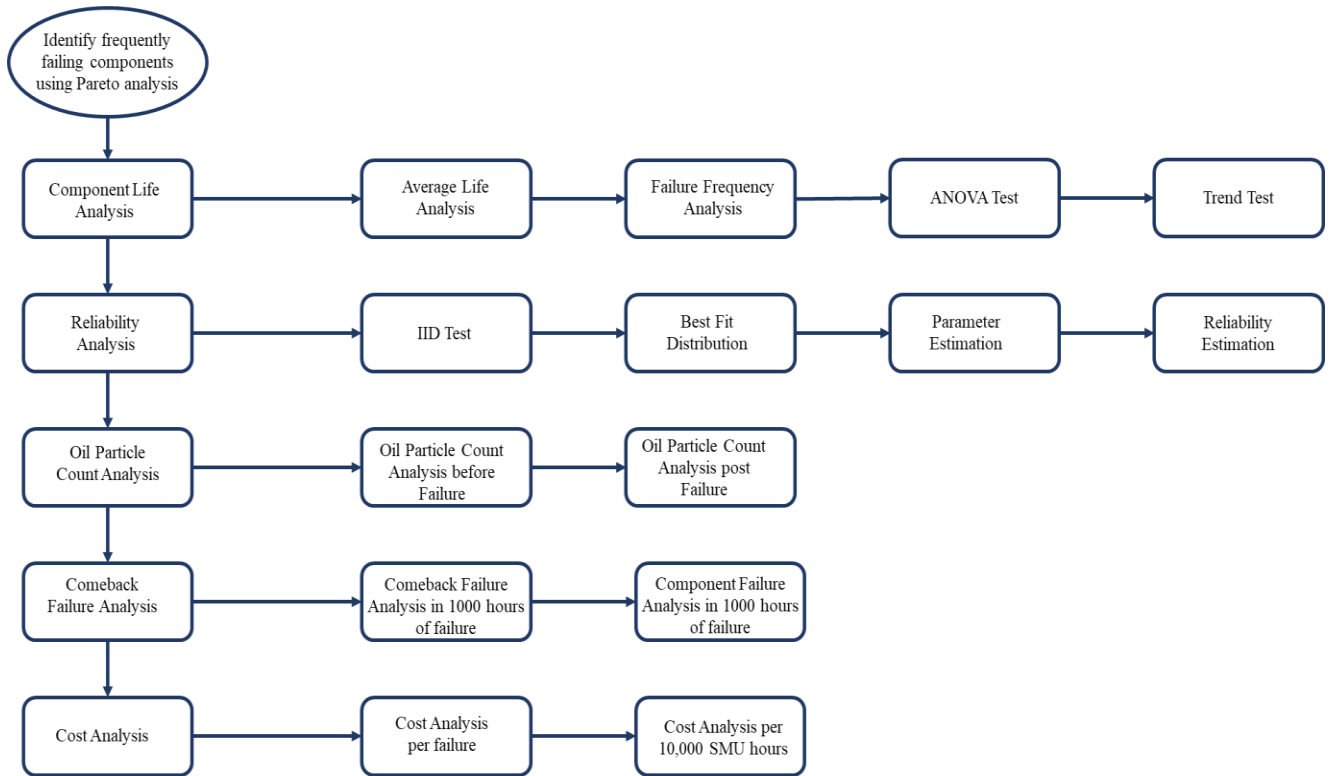 Identify frequently
failing components
using Pareto analysis
Component Life
Analysis
Average Life
Analysis
Failure Frequency
Analysis
ANOVA Test
Trend Test
Reliability
Analysis
IID Test
Best Fit
Distribution
Parameter
Estimation
Reliability
Estimation
Oil Particle
Count Analysis
Oil Particle Count
Analysis before
Failure
Oil Particle Count
Analysis post
Failure
Comeback
Failure Analysis
Comeback Failure
Analysis in 1000 hours
of failure
Component Failure
Analysis in 1000 hours
of failure
Cost Analysis
Cost Analysis
per failure
Cost Analysis per
10,000 SMU hours